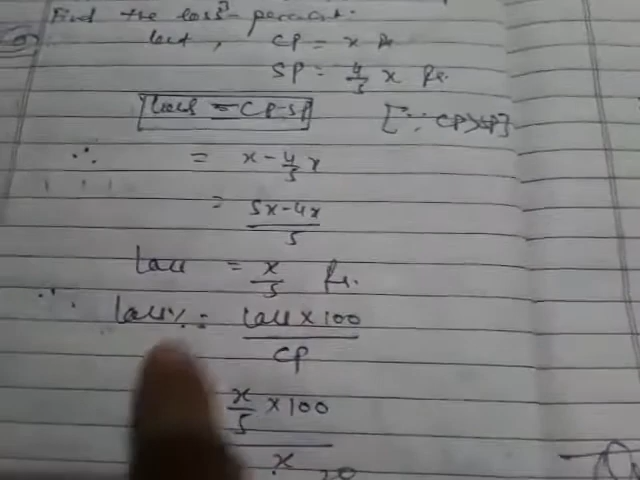 Find the loss percent.
let, CP = x Rs
SP = 4/5 x Rs.
Loss = CP-SP [∵ CP>SP]
∴ = x - 4/5 x
= 5x-4x/5
Loss = x/5 Rs.
∴ Loss% = Loss x 100/CP
x/5 x 100/x
20